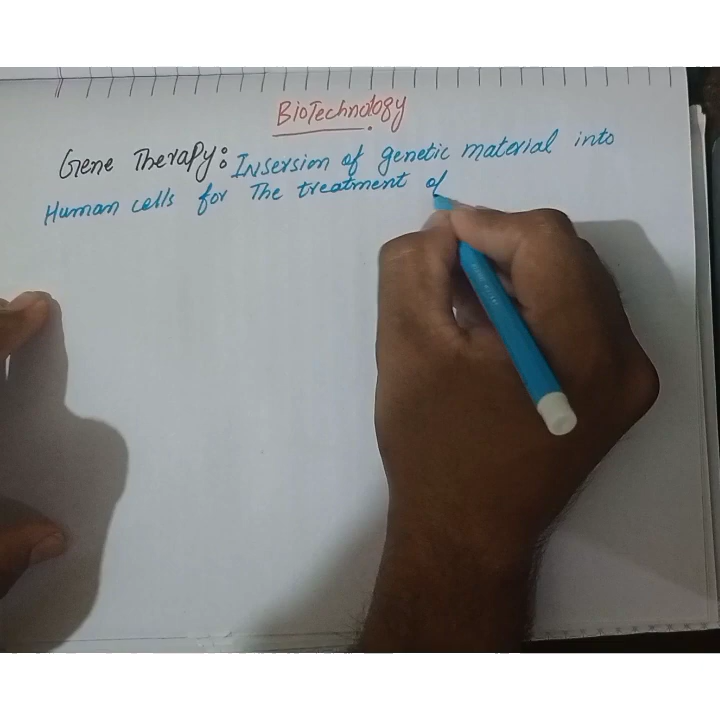 BioTechnology
Gene Therapy: Insersion of genetic material into
Human cells for The treatment of